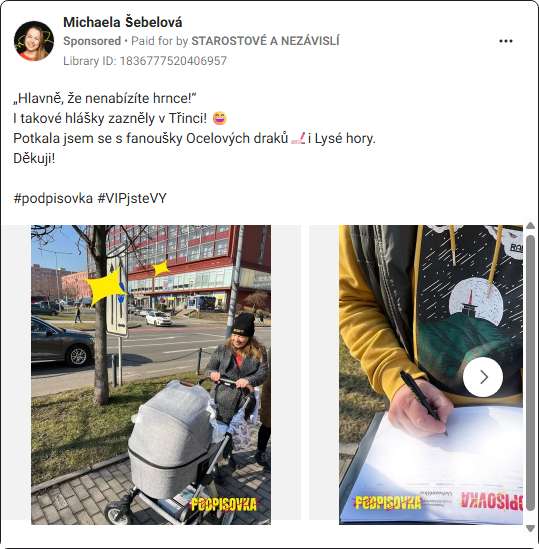 Michaela Šebelová
Sponsored • Paid for by STAROSTOVÉ A NEZÁVISLÍ
Library ID: 1836777520406957
„Hlavně, že nenabízíte hrnce!“
I takové hlášky zazněly v Třinci! 😄
Potkala jsem se s fanoušky Ocelových draků 🏒 i Lysé hory.
Děkuji!
#podpisovka #VIPjsteVY
PODPISOVKA
PODPISOVKA